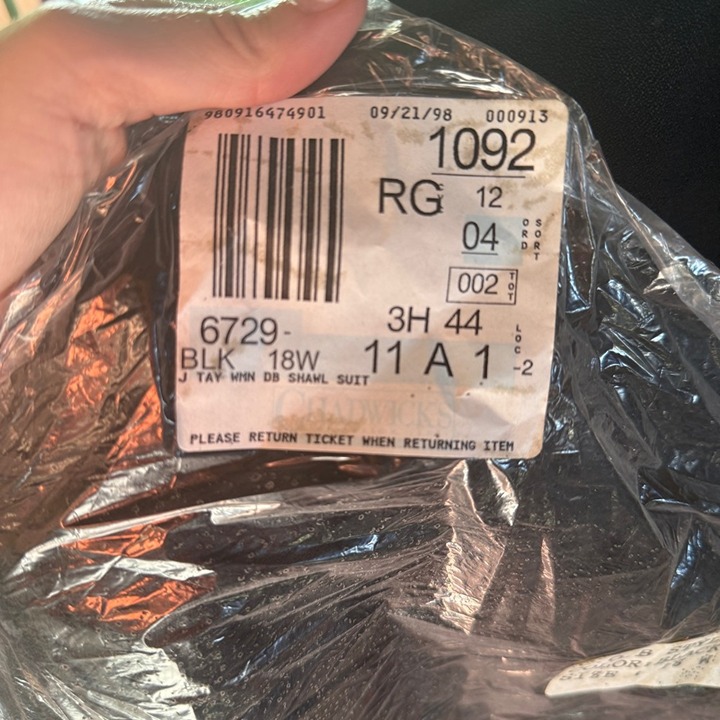 980916474901 09/21/98 000913
1092
RG 12
04 ORD SORT
002 TOT
6729- 3H 44
BLK 18W 11 A 1 -2 LOC
J TAY WMN DB SHAWL SUIT
CHADWICK'S
PLEASE RETURN TICKET WHEN RETURNING ITEM